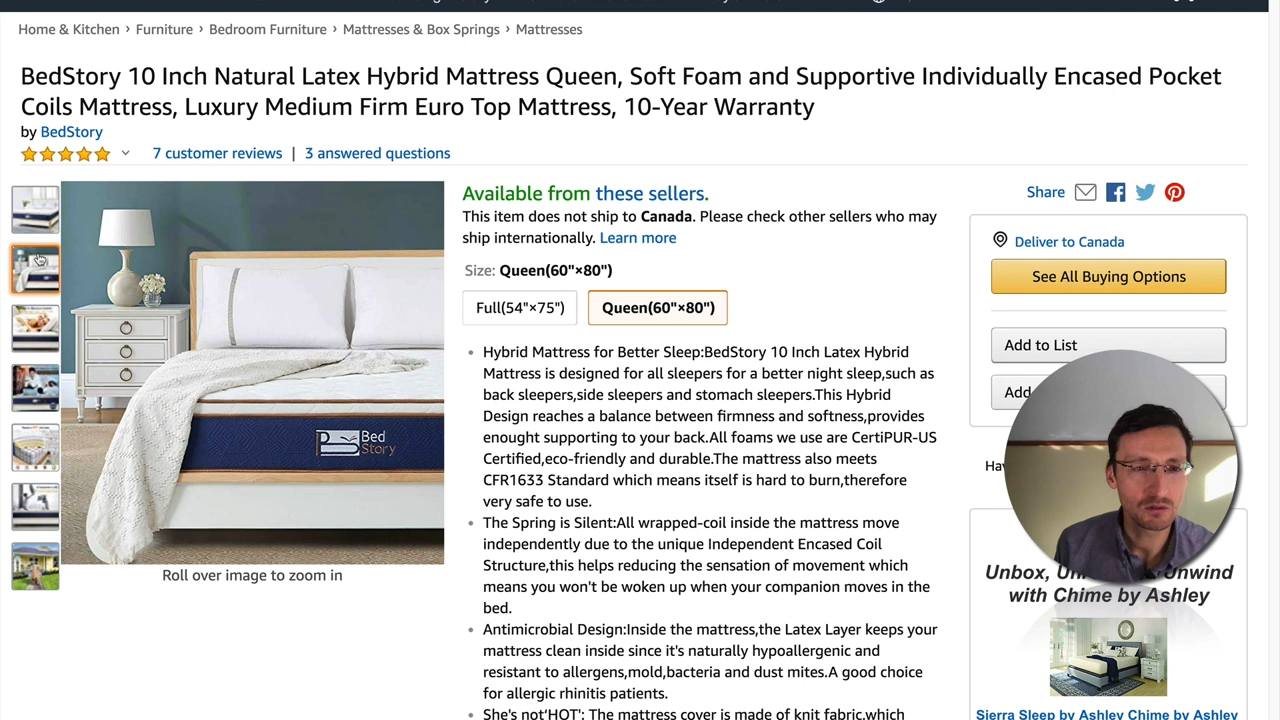 Home & Kitchen › Furniture › Bedroom Furniture › Mattresses & Box Springs › Mattresses
BedStory 10 Inch Natural Latex Hybrid Mattress Queen, Soft Foam and Supportive Individually Encased Pocket
Coils Mattress, Luxury Medium Firm Euro Top Mattress, 10-Year Warranty
by BedStory
7 customer reviews | 3 answered questions
Bed
Story
Roll over image to zoom in
Available from these sellers.
This item does not ship to Canada. Please check other sellers who may
ship internationally. Learn more
Size: Queen(60"×80")
Full(54"×75")
Queen(60"×80")
• Hybrid Mattress for Better Sleep:BedStory 10 Inch Latex Hybrid
Mattress is designed for all sleepers for a better night sleep,such as
back sleepers,side sleepers and stomach sleepers.This Hybrid
Design reaches a balance between firmness and softness,provides
enought supporting to your back.All foams we use are CertiPUR-US
Certified,eco-friendly and durable.The mattress also meets
CFR1633 Standard which means itself is hard to burn,therefore
very safe to use.
• The Spring is Silent:All wrapped-coil inside the mattress move
independently due to the unique Independent Encased Coil
Structure,this helps reducing the sensation of movement which
means you won't be woken up when your companion moves in the
bed.
• Antimicrobial Design:Inside the mattress,the Latex Layer keeps your
mattress clean inside since it's naturally hypoallergenic and
resistant to allergens,mold,bacteria and dust mites.A good choice
for allergic rhinitis patients.
• She's not‘HOT': The mattress cover is made of knit fabric,which
Share
Deliver to Canada
See All Buying Options
Add to List
Add
Unbox, Unwind
with Chime by Ashley
Sierra Sleep by Ashley Chime by Ashley